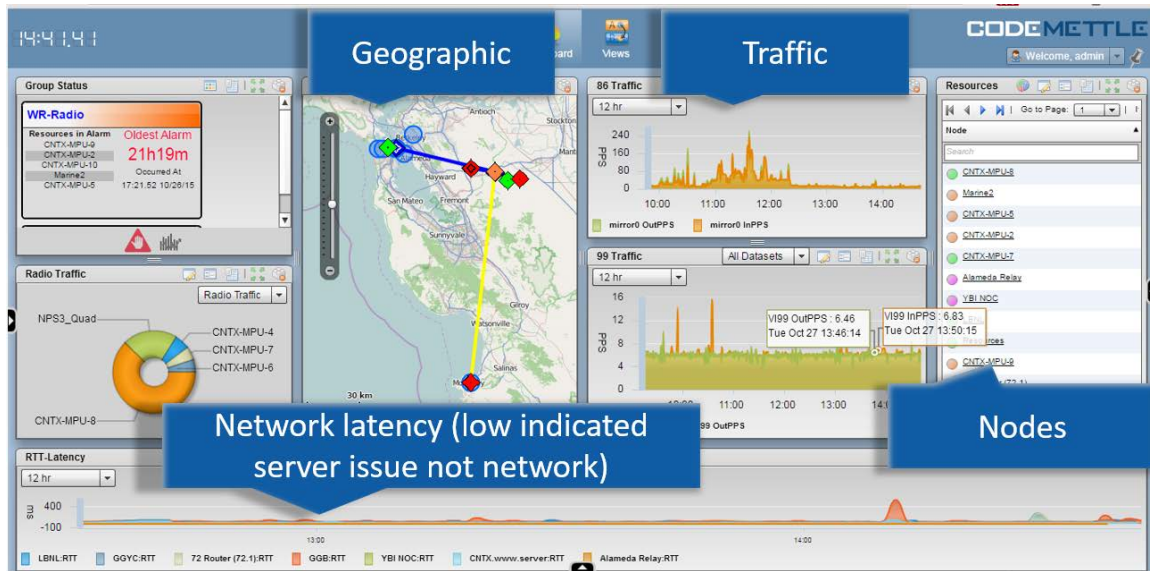 14:41.41
Views
CODEMETTLE
Welcome, admin
Geographic
Traffic
Group Status
WR-Radio
Resources in Alarm
CNTX-MPU-9
CNTX-MPU-2
CNTX-MPU-10
Marine2
CNTX-MPU-5
Oldest Alarm
21h19m
Occurred At
17:21.52 10/26/15
Radio Traffic
Radio Traffic
NPS3_Quad
CNTX-MPU-4
CNTX-MPU-7
CNTX-MPU-6
CNTX-MPU-8
Antioch
Stockton
Hayward
San Mateo
Fremont
Sunnyvale
Gilroy
Watsonville
Salinas
30 km
86 Traffic
12 hr
240
160
80
0
PPS
10:00 11:00 12:00 13:00 14:00
mirror0 OutPPS mirror0 InPPS
99 Traffic
All Datasets
12 hr
16
12
8
4
0
PPS
VI99 OutPPS : 6.46
Tue Oct 27 13:46:14
VI99 InPPS : 6.83
Tue Oct 27 13:50:15
11:00 12:00 13:00
99 OutPPS
Resources
Go to Page: 1
Node
Search
CNTX-MPU-8
Marine2
CNTX-MPU-5
CNTX-MPU-2
CNTX-MPU-7
Alameda Relay
YBI NOC
Resources
CNTX-MPU-9
Nodes
Network latency (low indicated
server issue not network)
RTT-Latency
12 hr
400
-100
ms
13:00 14:00
LBNL:RTT GGYC:RTT 72 Router (72.1):RTT GGB:RTT YBI NOC:RTT CNTX.www.server:RTT Alameda Relay:RTT